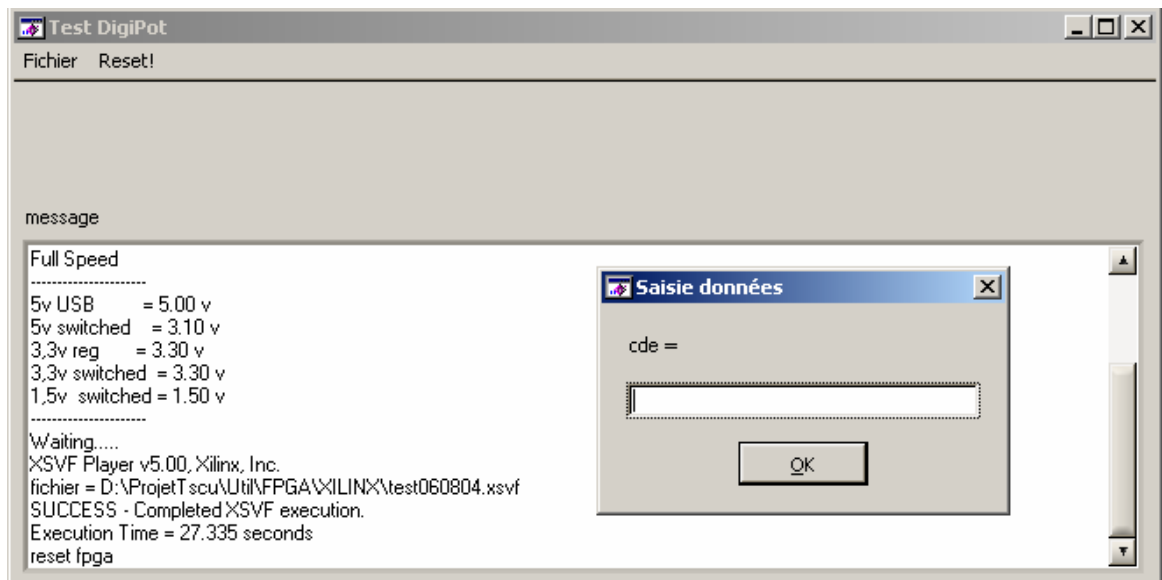 Test DigiPot
Fichier Reset!
message
Full Speed
----------------------
5v USB = 5.00 v
5v switched = 3.10 v
3,3v reg = 3.30 v
3,3v switched = 3.30 v
1,5v switched = 1.50 v
----------------------
Waiting.....
XSVF Player v5.00, Xilinx, Inc.
fichier = D:\ProjetTscu\Util\FPGA\XILINX\test060804.xsvf
SUCCESS - Completed XSVF execution.
Execution Time = 27.335 seconds
reset fpga
Saisie données
cde =
OK